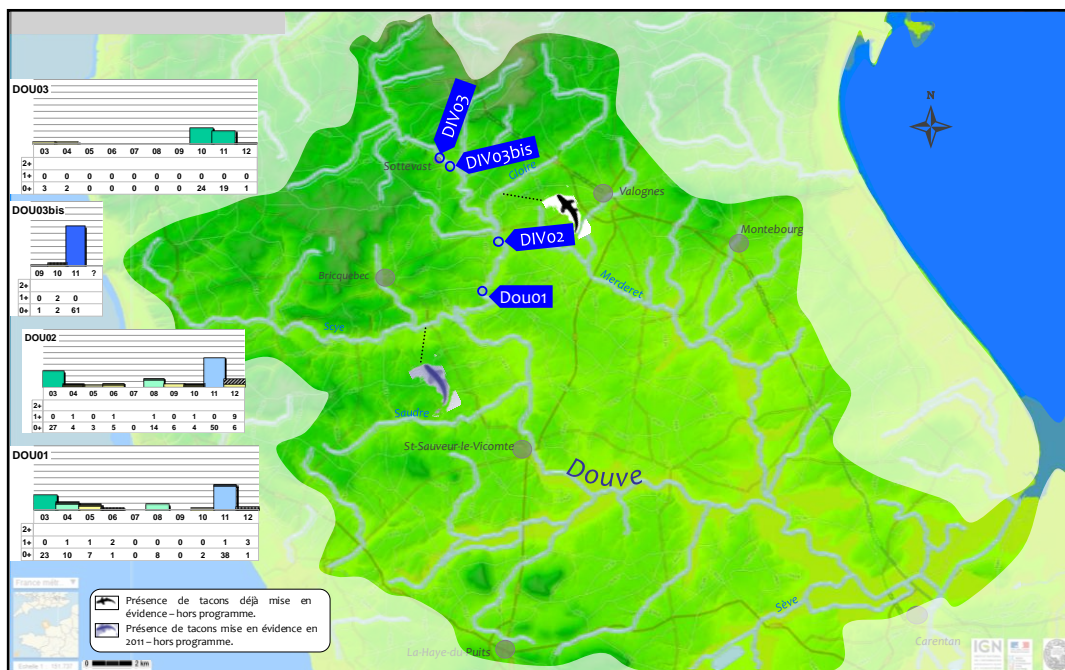 DOU03
03 04 05 06 07 08 09 10 11 12
2+
1+ 0 0 0 0 0 0 0 0 0 0
0+ 3 2 0 0 0 0 0 24 19 1
DOU03bis
09 10 11 ?
2+
1+ 0 2 0
0+ 1 2 61
DOU02
03 04 05 06 07 08 09 10 11 12
2+
1+ 0 1 0 1 1 0 1 0 9
0+ 27 4 3 5 0 14 6 4 50 6
DOU01
03 04 05 06 07 08 09 10 11 12
2+
1+ 0 1 1 2 0 0 0 0 1 3
0+ 23 10 7 1 0 8 0 2 38 1
N
DIV03
DIV03bis
Sottevast
Gloire
Valognes
DIV02
Montebourg
Bricquebec
Merderet
Dou01
Scye
Saudre
St-Sauveur-le-Vicomte
Douve
Sève
Carentan
La-Haye-du-Puits
France mét...
Présence de tacons déjà mise en
évidence – hors programme.
Présence de tacons mise en évidence en
2011 – hors programme.
0 2 km
IGN